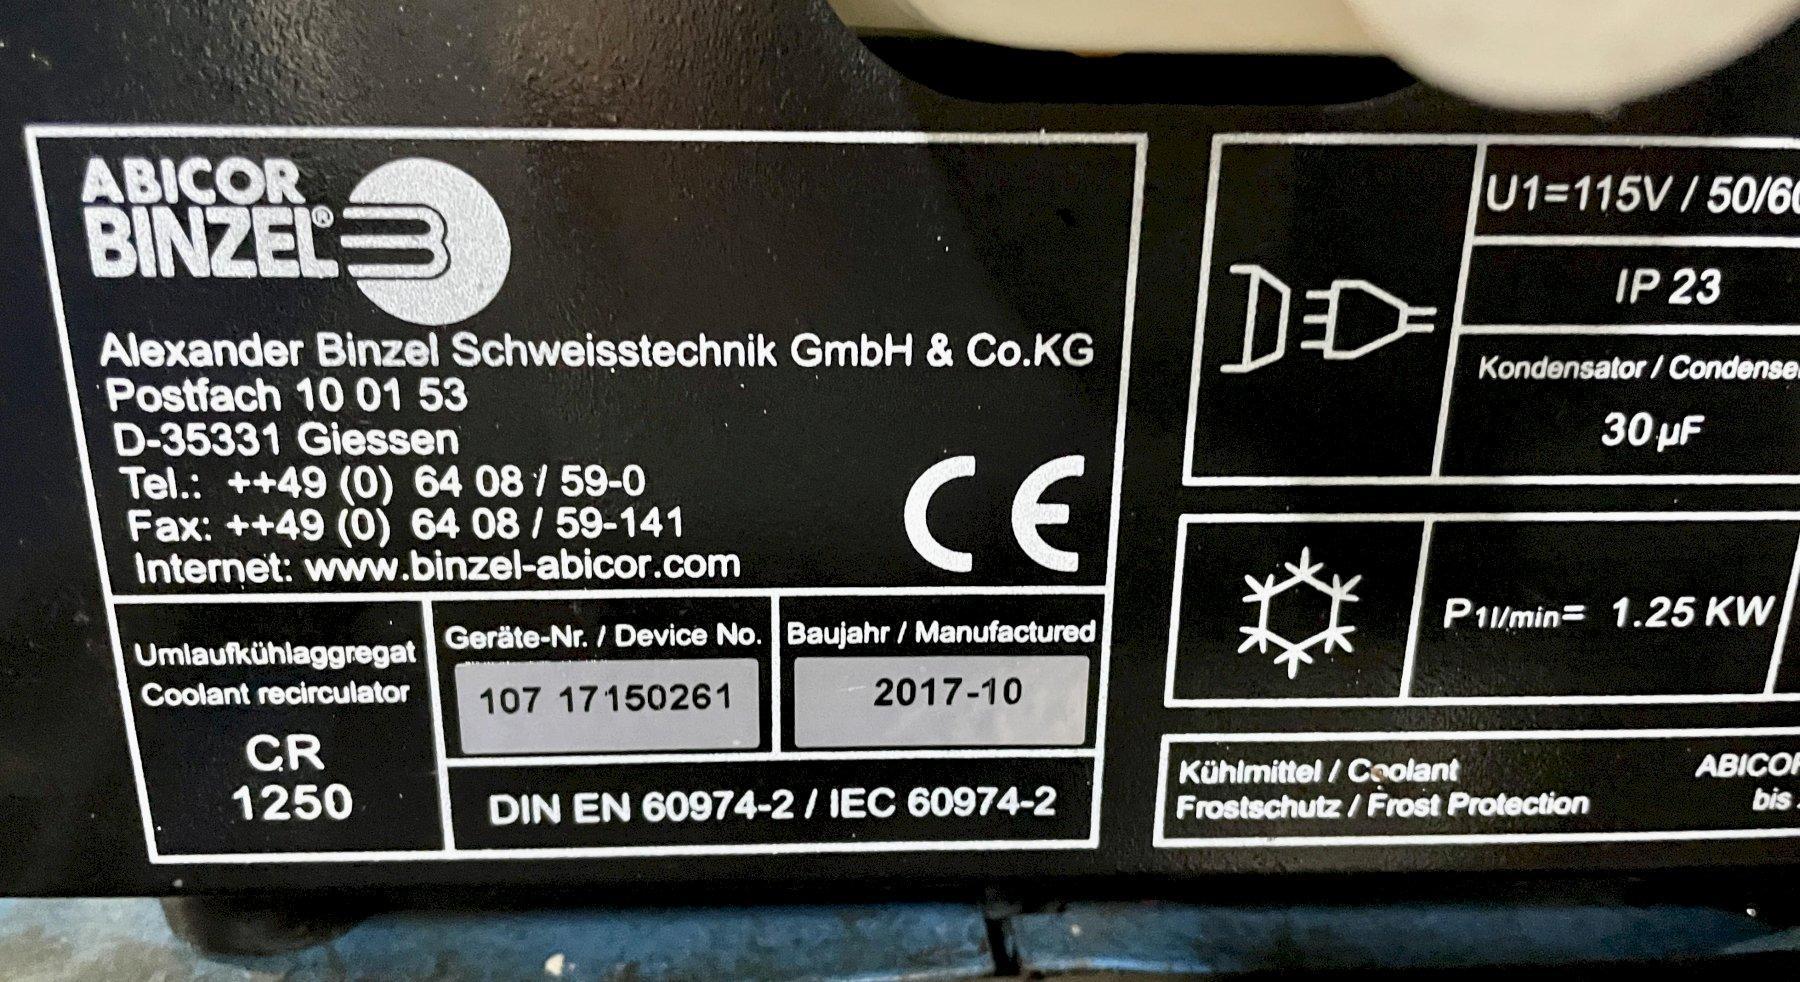 ABICOR
BINZEL®
Alexander Binzel Schweisstechnik GmbH & Co.KG
Postfach 10 01 53
D-35331 Giessen
Tel.: ++49 (0) 64 08 / 59-0
Fax: ++49 (0) 64 08 / 59-141
Internet: www.binzel-abicor.com
CE
Umlaufkühlaggregat
Coolant recirculator
CR
1250
Geräte-Nr. / Device No.
107 17150261
Baujahr / Manufactured
2017-10
DIN EN 60974-2 / IEC 60974-2
U1=115V / 50/60
IP 23
Kondensator / Condense
30 µF
P1l/min= 1.25 KW
Kühlmittel / Coolant ABICOR
Frostschutz / Frost Protection bis